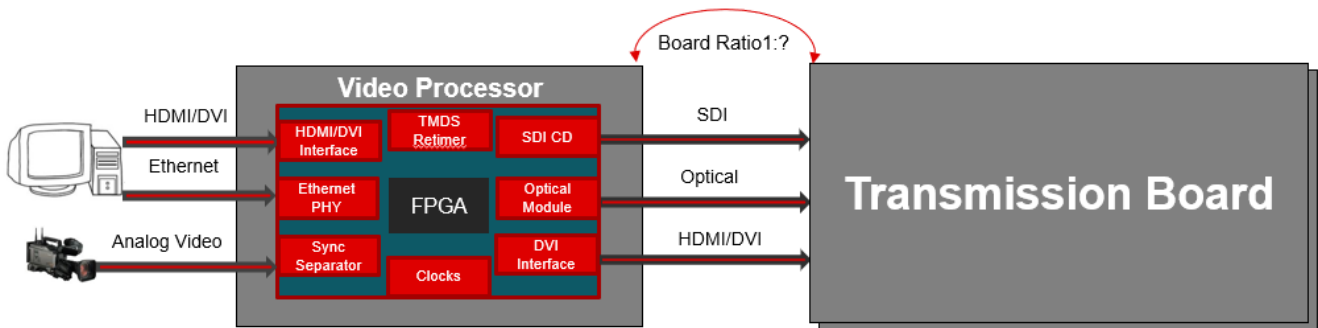 Board Ratio1:?
Video Processor
HDMI/DVI
Ethernet
Analog Video
HDMI/DVI
Interface
TMDS
Retimer
SDI CD
Ethernet
PHY
FPGA
Optical
Module
Sync
Separator
Clocks
DVI
Interface
SDI
Optical
HDMI/DVI
Transmission Board